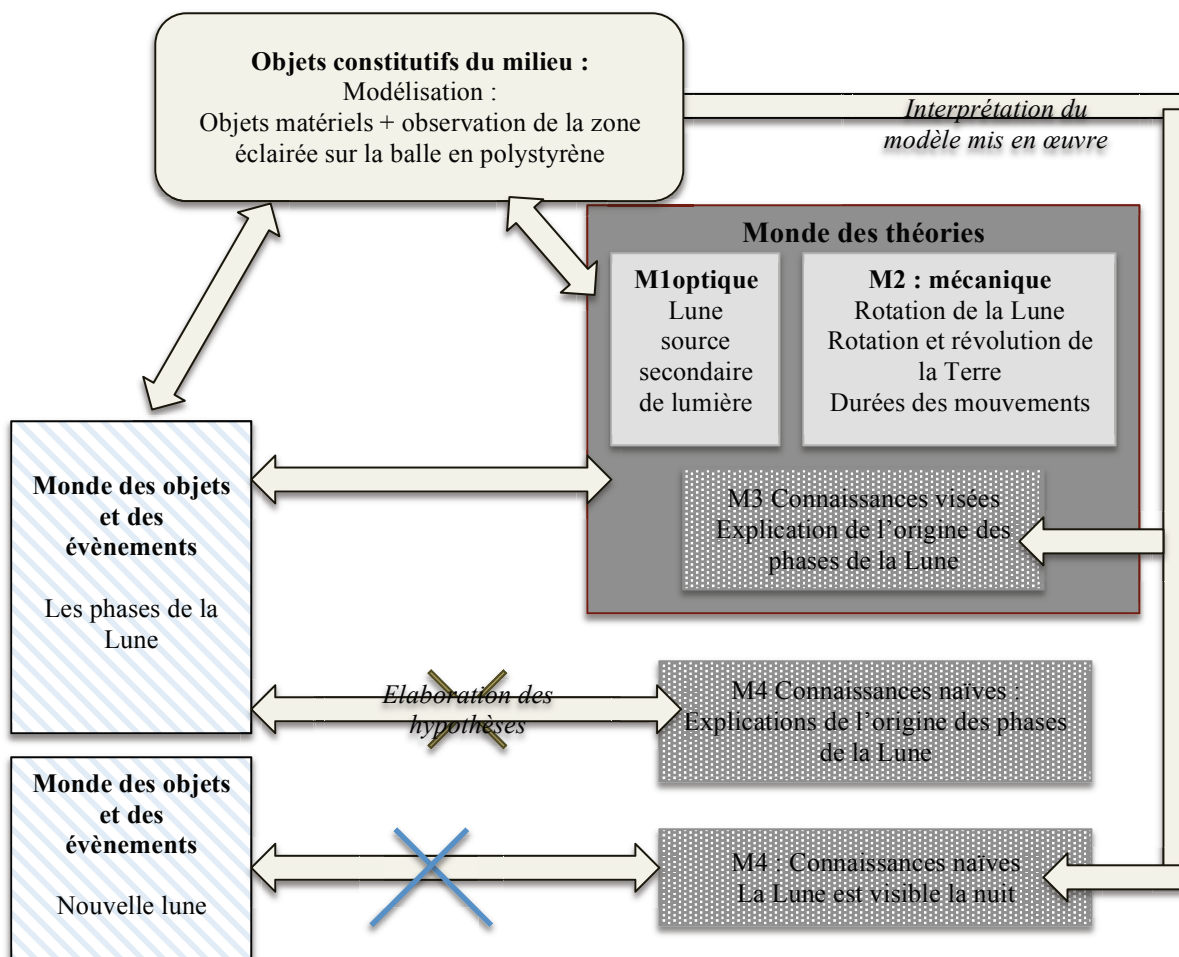 Objets constitutifs du milieu :
Modélisation :
Objets matériels + observation de la zone
éclairée sur la balle en polystyrène
Interprétation du
modèle mis en œuvre
Monde des théories
M1optique
Lune
source
secondaire
de lumière
M2 : mécanique
Rotation de la Lune
Rotation et révolution de
la Terre
Durées des mouvements
M3 Connaissances visées
Explication de l’origine des
phases de la Lune
Monde des objets
et des
évènements
Les phases de la
Lune
Elaboration des
hypothèses
M4 Connaissances naïves :
Explications de l’origine des phases
de la Lune
Monde des objets
et des
évènements
Nouvelle lune
M4 : Connaissances naïves
La Lune est visible la nuit